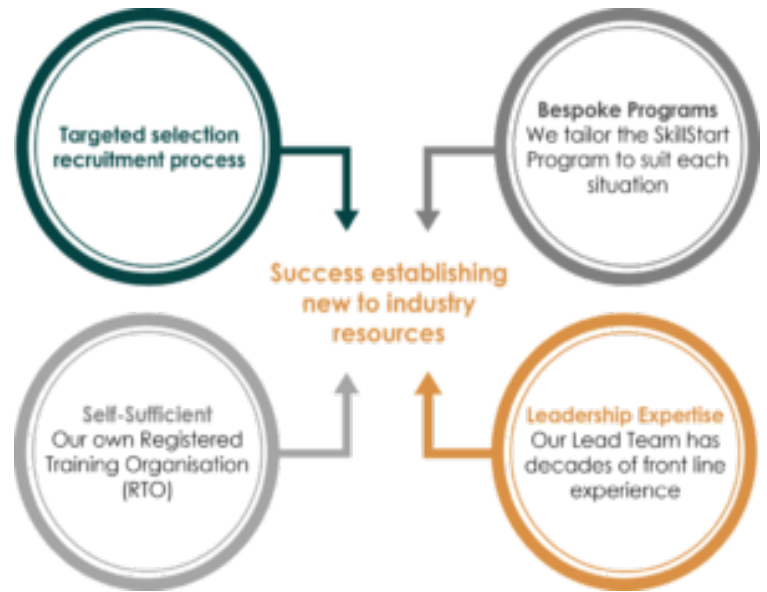 Targeted selection
recruitment process
Bespoke Programs
We tailor the SkillStart
Program to suit each
situation
Success establishing
new to industry
resources
Self-Sufficient
Our own Registered
Training Organisation
(RTO)
Leadership Expertise
Our Lead Team has
decades of front line
experience